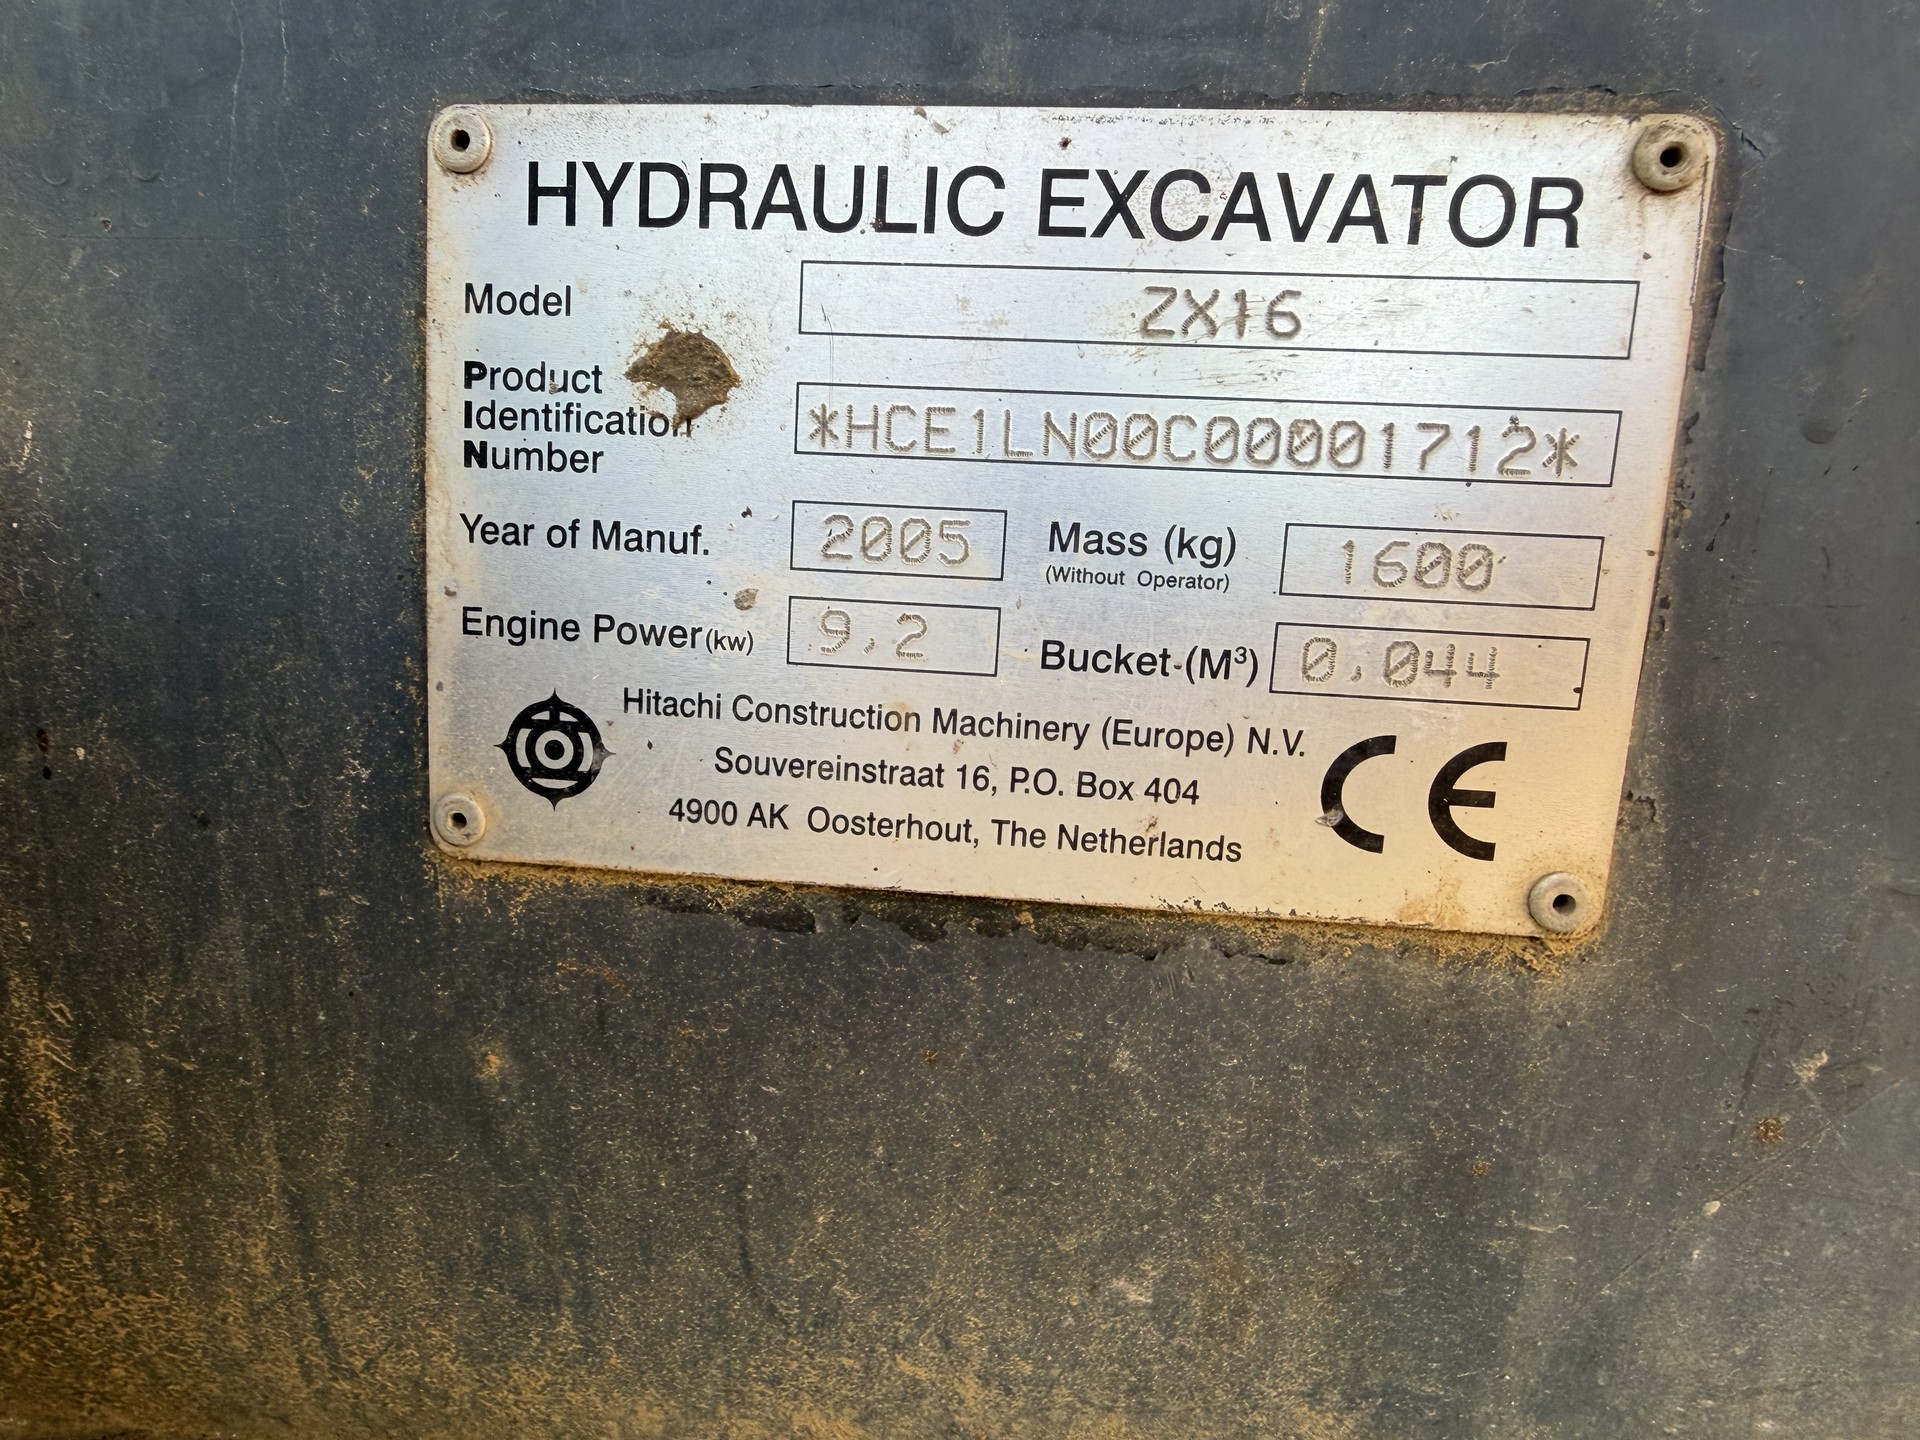 HYDRAULIC EXCAVATOR
Model ZX16
Product
Identification
Number *HCE1LN00C00001712*
Year of Manuf. 2005 Mass (kg) 1600
(Without Operator)
Engine Power(kw) 9.2 Bucket (M³) 0.044
Hitachi Construction Machinery (Europe) N.V.
Souvereinstraat 16, P.O. Box 404
4900 AK Oosterhout, The Netherlands
CE